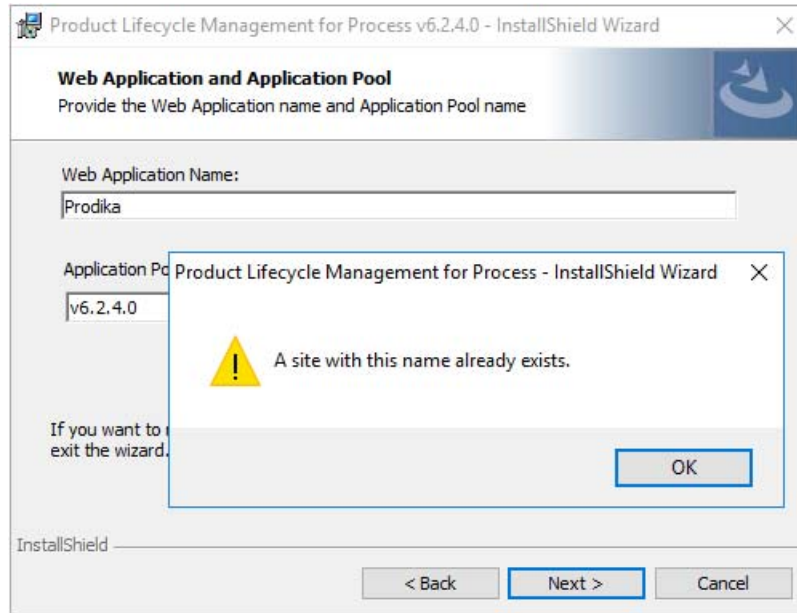 Product Lifecycle Management for Process v6.2.4.0 - InstallShield Wizard
Web Application and Application Pool
Provide the Web Application name and Application Pool name
Web Application Name:
Prodika
Application
v6.2.4.0
Product Lifecycle Management for Process - InstallShield Wizard
A site with this name already exists.
OK
If you want to
exit the wizard.
InstallShield
< Back Next > Cancel